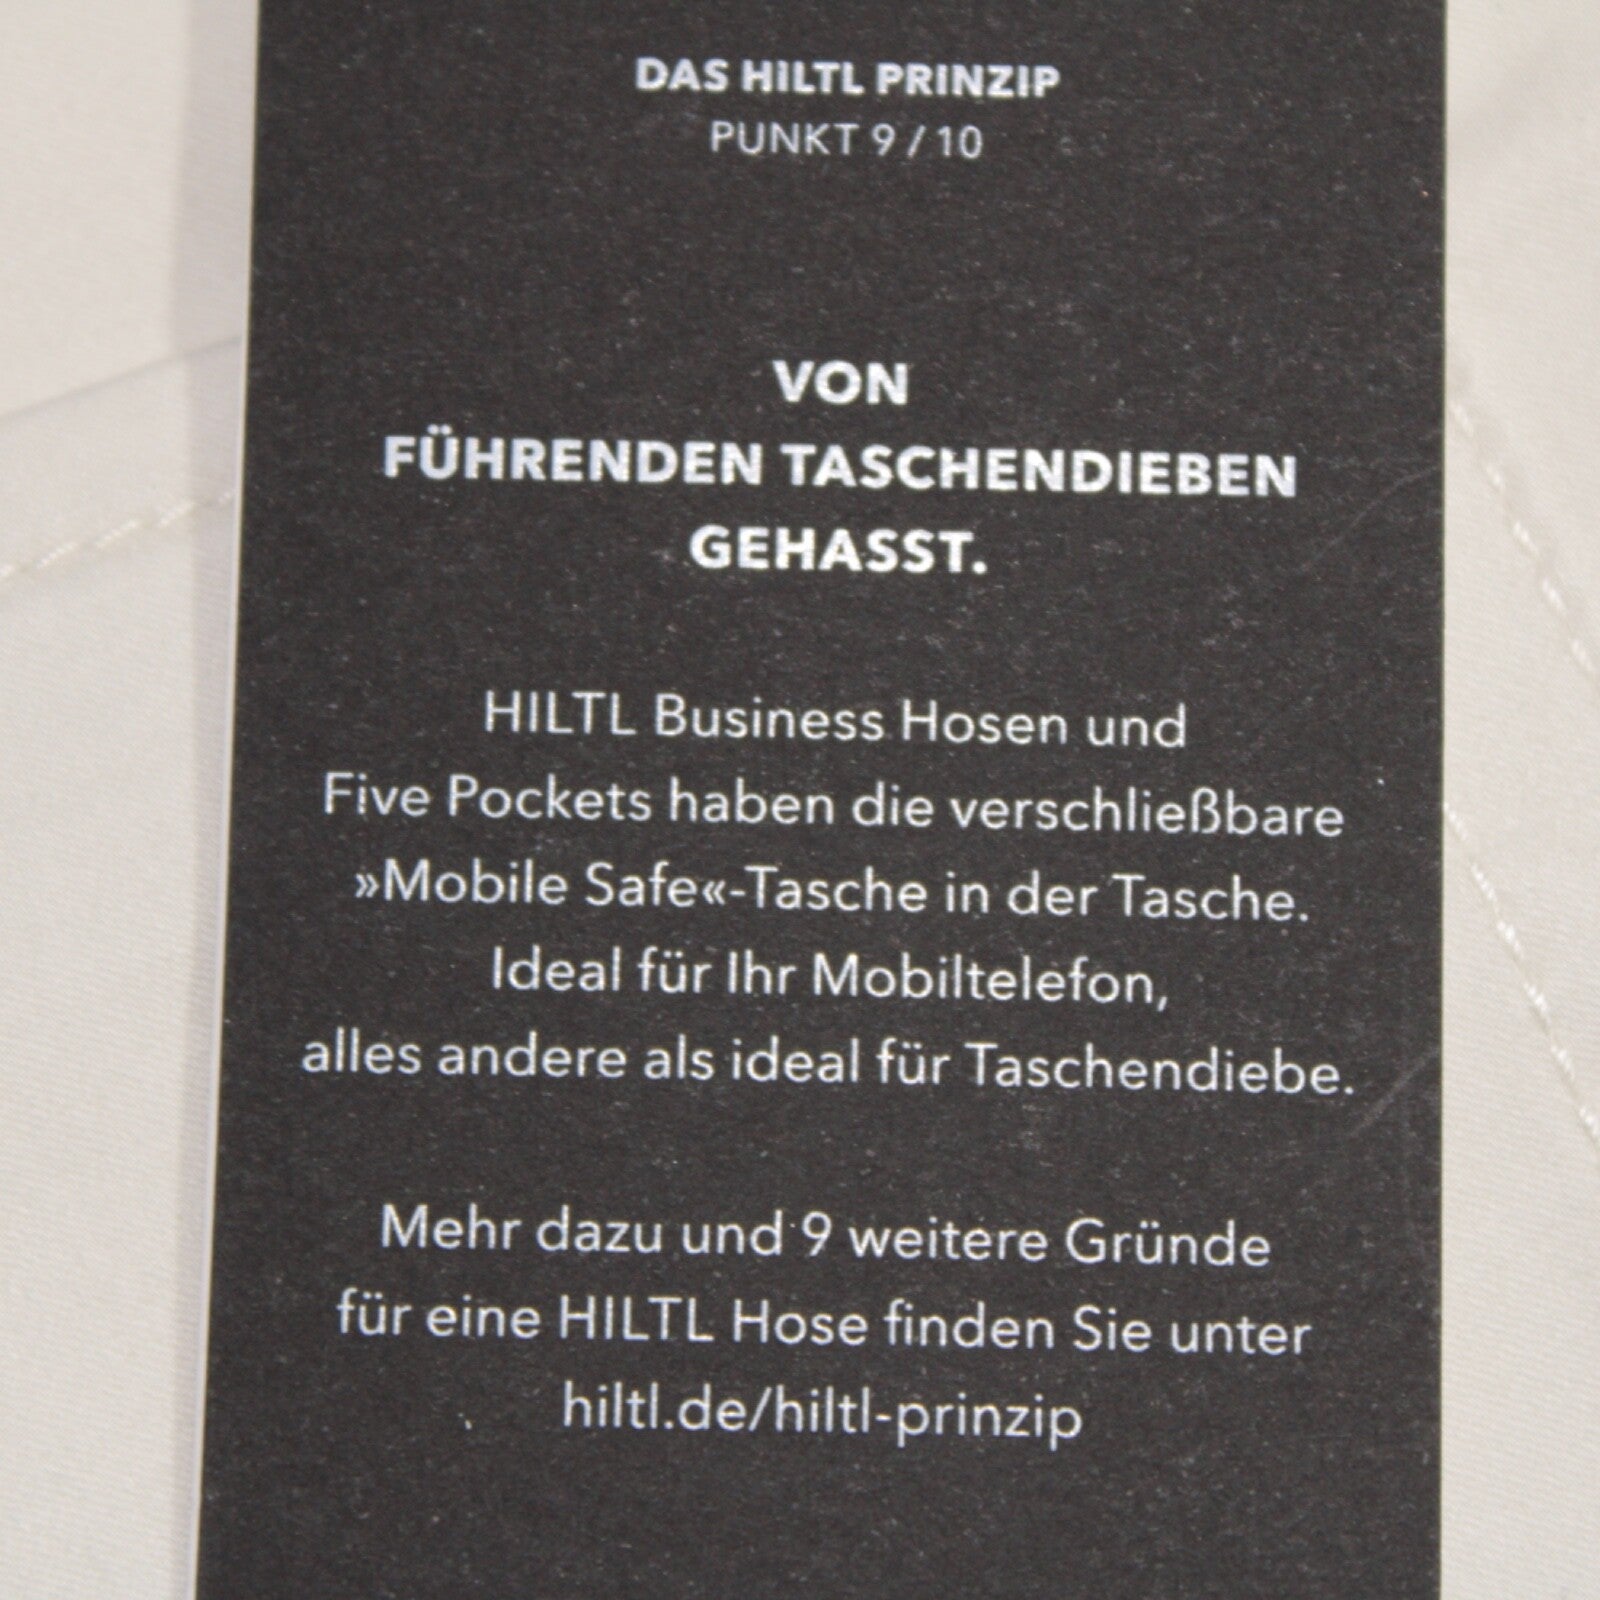 DAS HILTL PRINZIP
PUNKT 9 / 10
VON
FÜHRENDEN TASCHENDIEBEN
GEHASST.
HILTL Business Hosen und
Five Pockets haben die verschließbare
»Mobile Safe«-Tasche in der Tasche.
Ideal für Ihr Mobiltelefon,
alles andere als ideal für Taschendiebe.
Mehr dazu und 9 weitere Gründe
für eine HILTL Hose finden Sie unter
hiltl.de/hiltl-prinzip